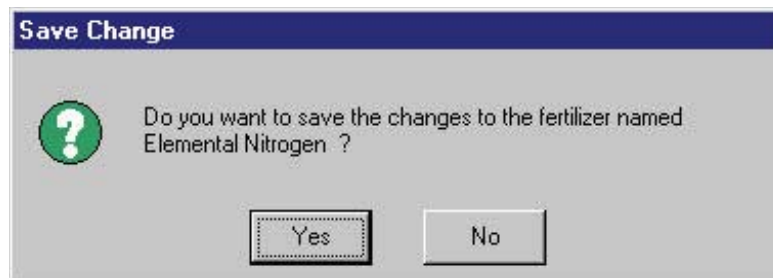 Save Change
Do you want to save the changes to the fertilizer named
Elemental Nitrogen ?
Yes No